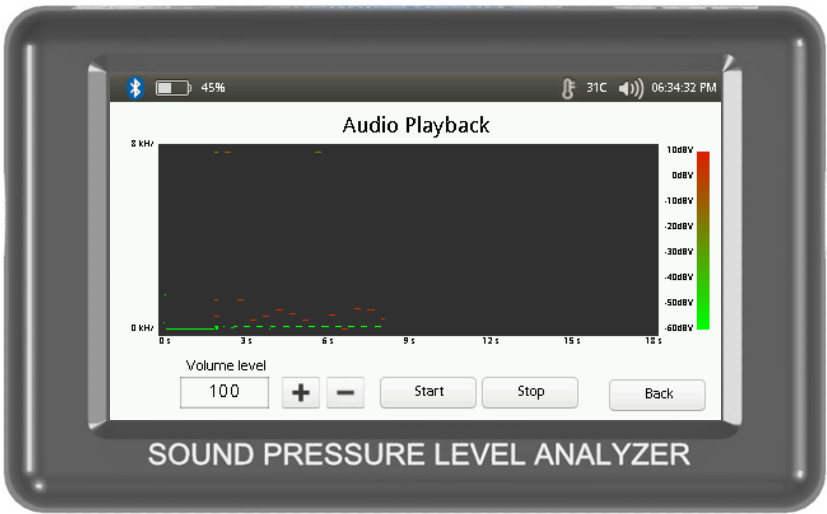 45%
31C
06:34:32 PM
Audio Playback
8 kHz
10dBV
0dBV
-10dBV
-20dBV
-30dBV
-40dBV
-50dBV
-60dBV
0 kHz
0 s 3 s 6 s 9 s 12 s 15 s 18 s
Volume level
100 + − Start Stop Back
SOUND PRESSURE LEVEL ANALYZER